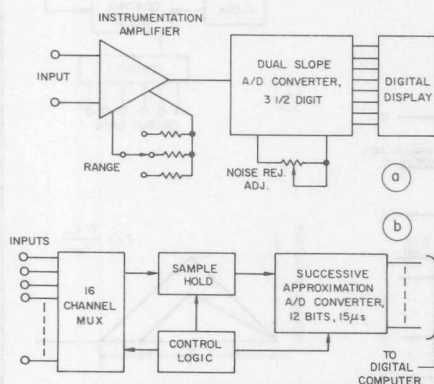 INSTRUMENTATION
AMPLIFIER
INPUT
RANGE
DUAL SLOPE
A/D CONVERTER,
3 1/2 DIGIT
DIGITAL
DISPLAY
NOISE REJ.
ADJ.
a
b
INPUTS
16
CHANNEL
MUX
SAMPLE
HOLD
CONTROL
LOGIC
SUCCESSIVE
APPROXIMATION
A/D CONVERTER,
12 BITS, 15μs
TO
DIGITAL
COMPUTER